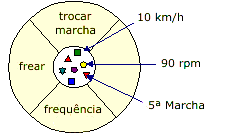 trocar
marcha
10 km/h
frear
90 rpm
5ª Marcha
frequência